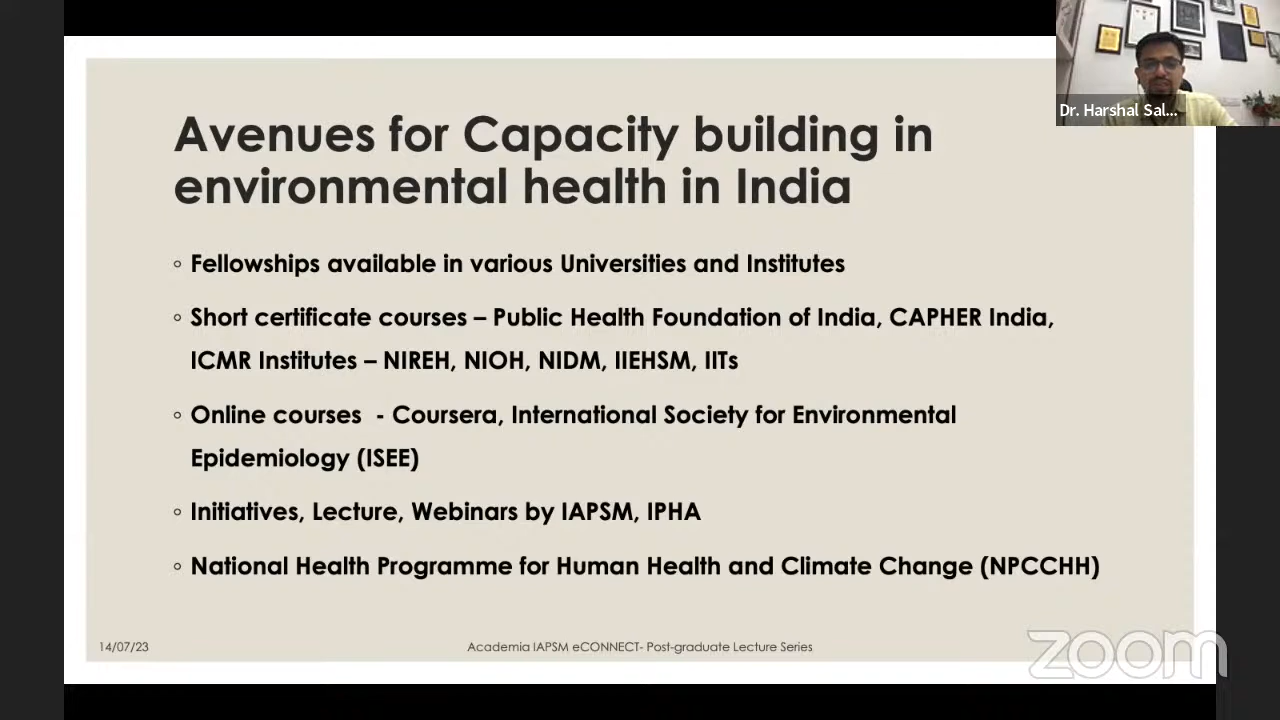 Avenues for Capacity building in
environmental health in India
◦ Fellowships available in various Universities and Institutes
◦ Short certificate courses – Public Health Foundation of India, CAPHER India,
ICMR Institutes – NIREH, NIOH, NIDM, IIEHSM, IITs
◦ Online courses  - Coursera, International Society for Environmental
Epidemiology (ISEE)
◦ Initiatives, Lecture, Webinars by IAPSM, IPHA
◦ National Health Programme for Human Health and Climate Change (NPCCHH)
14/07/23
Academia IAPSM eCONNECT- Post-graduate Lecture Series
Dr. Harshal Sal...
zoom